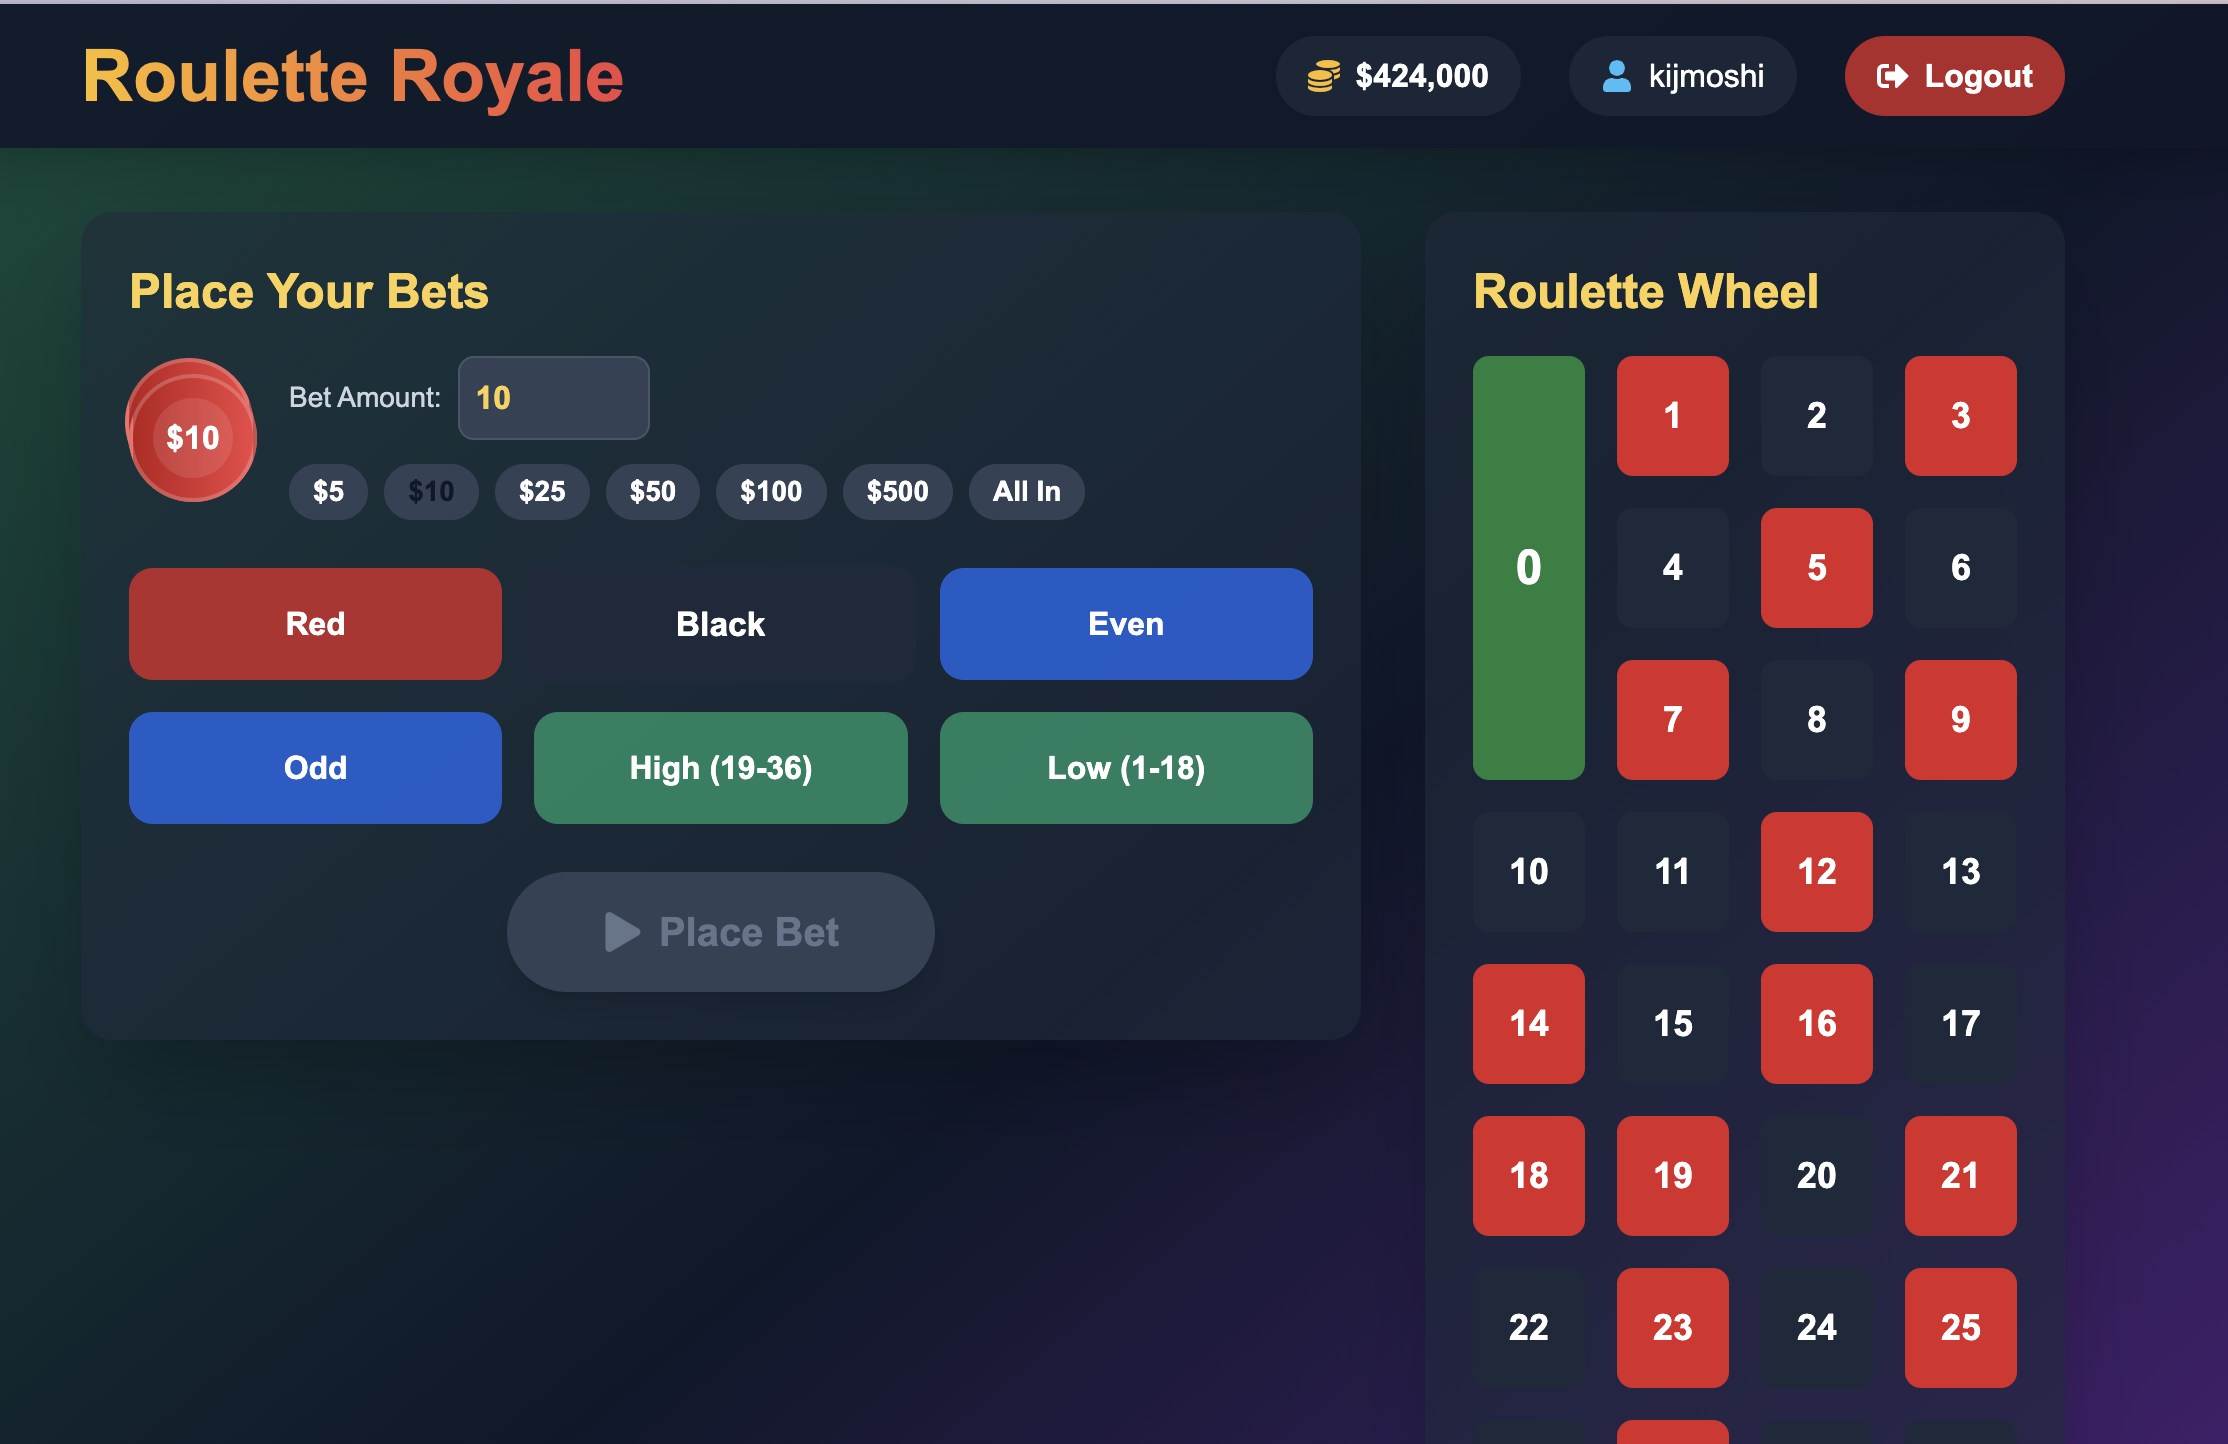 Roulette Royale
$424,000
kijmoshi
Logout
Place Your Bets
$10
Bet Amount:
10
$5
$10
$25
$50
$100
$500
All In
Red
Black
Even
Odd
High (19-36)
Low (1-18)
Place Bet
Roulette Wheel
0
1
2
3
4
5
6
7
8
9
10
11
12
13
14
15
16
17
18
19
20
21
22
23
24
25